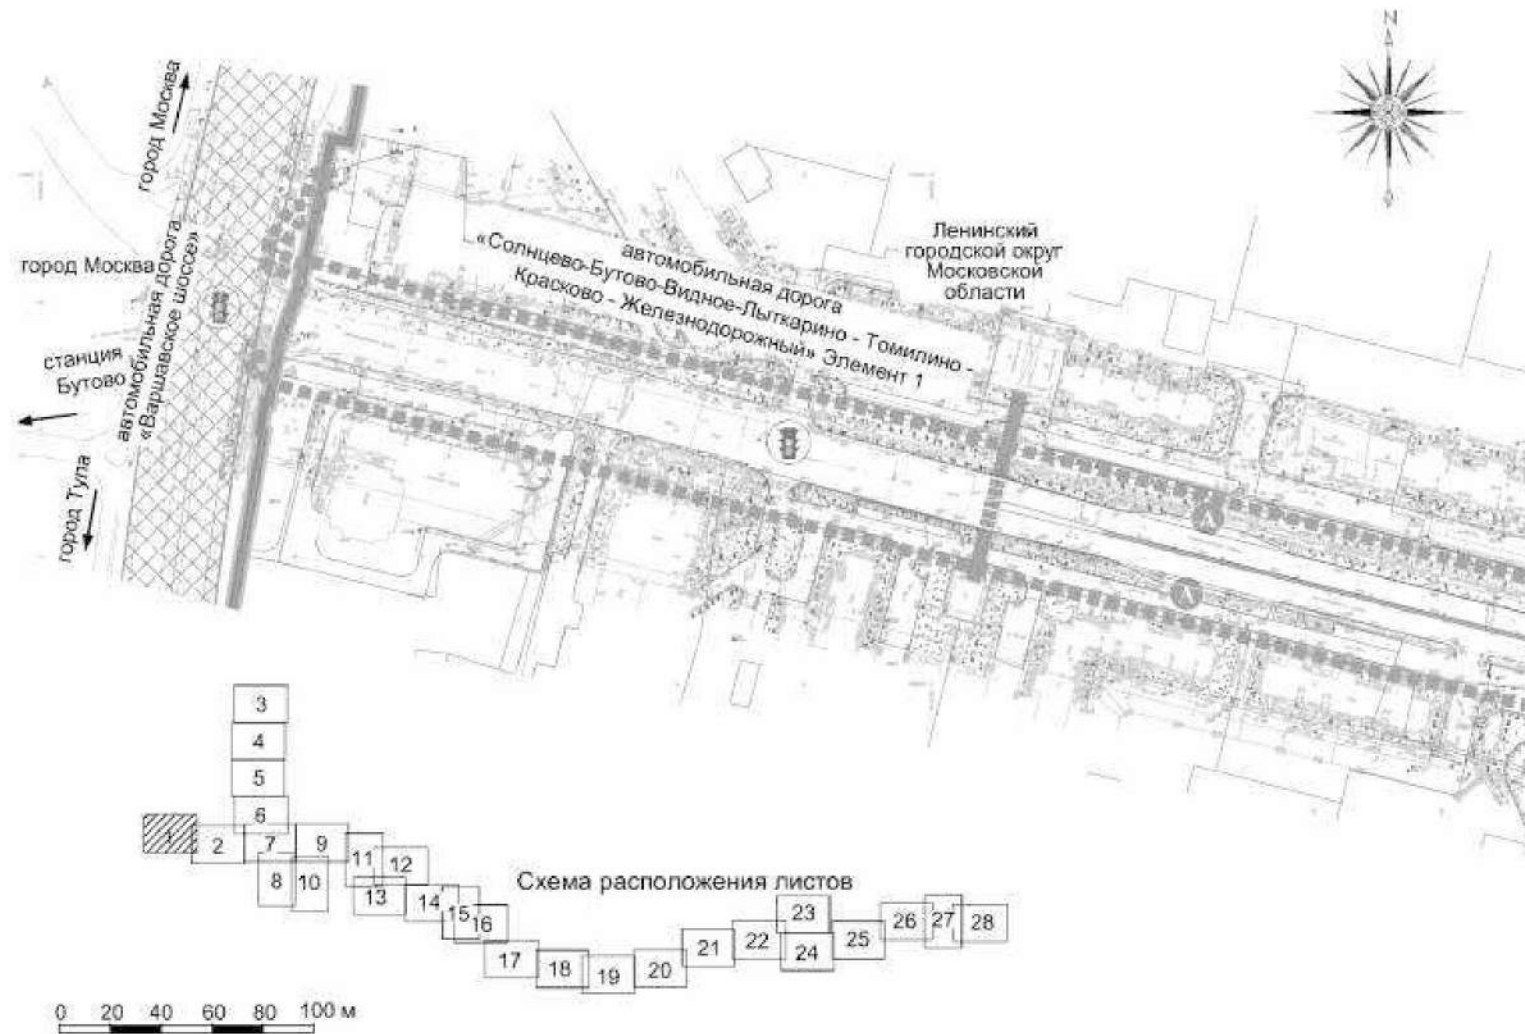 N
город Москва
автомобильная дорога
«Варшавское шоссе»
город Москва
станция
Бутово
город Тула
автомобильная дорога
«Солнцево-Бутово-Видное-Лыткарино - Томилино -
Красково - Железнодорожный» Элемент 1
Ленинский
городской округ
Московской
области
3
4
5
6
1
2
7
9
8
10
11
12
13
14
15
16
Схема расположения листов
17
18
19
20
21
22
23
24
25
26
27
28
0 20 40 60 80 100 м